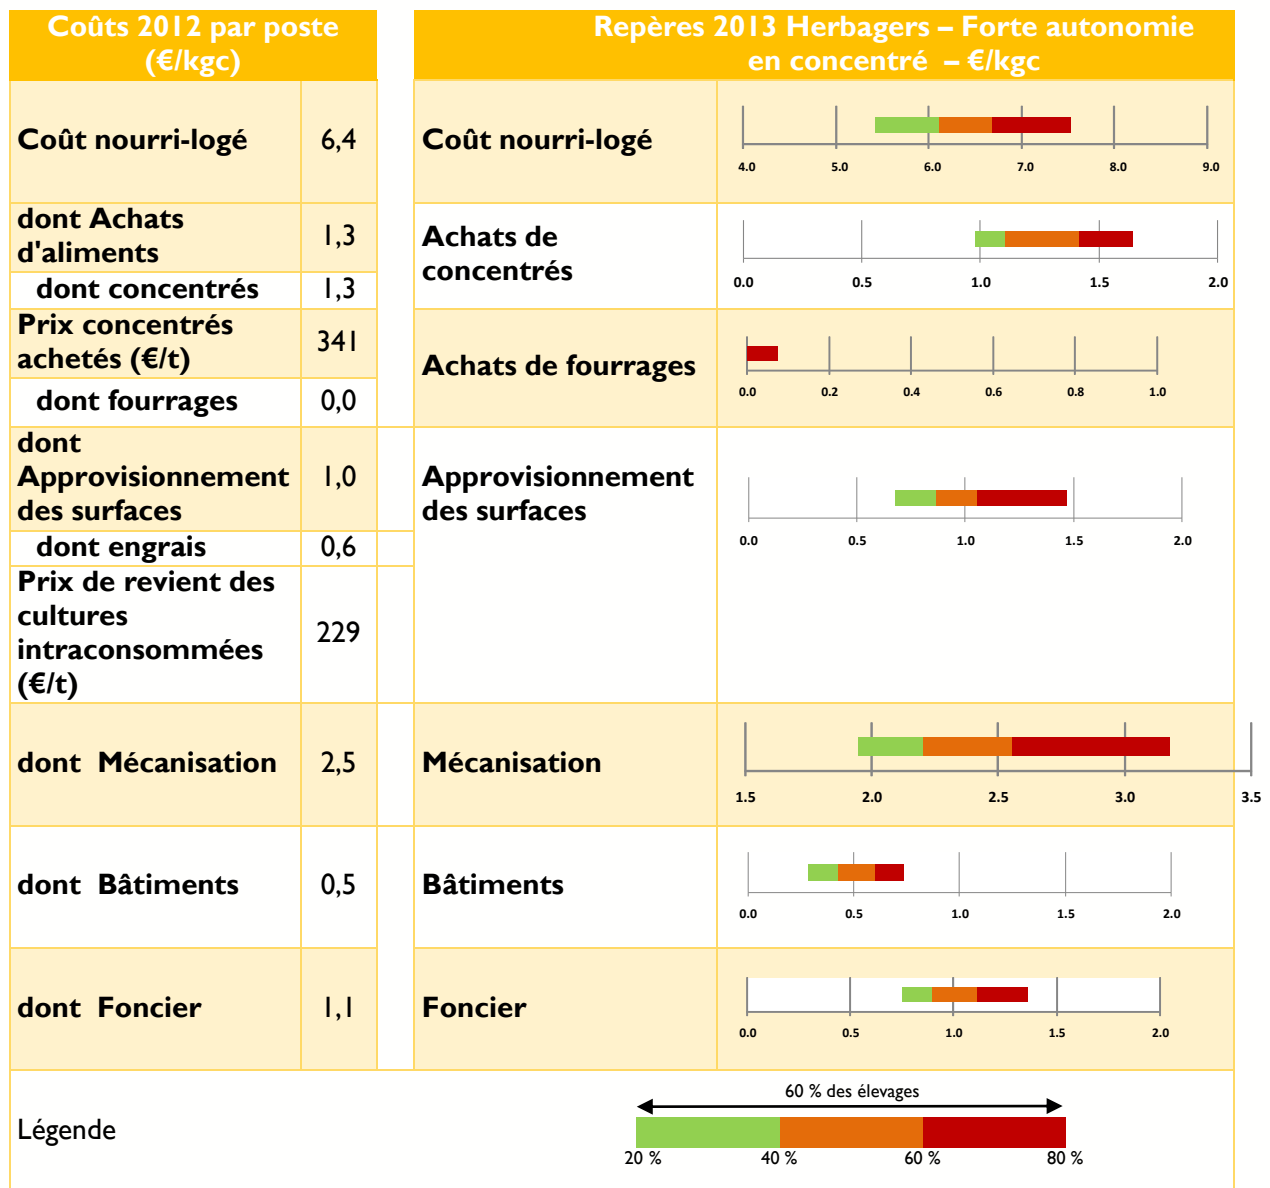 Coûts 2012 par poste
(€/kgc)
Repères 2013 Herbagers – Forte autonomie
en concentré – €/kgc
Coût nourri-logé
6,4
Coût nourri-logé
4.0 5.0 6.0 7.0 8.0 9.0
dont Achats
d'aliments
1,3
dont concentrés
1,3
Achats de
concentrés
0.0 0.5 1.0 1.5 2.0
Prix concentrés
achetés (€/t)
341
dont fourrages
0,0
Achats de fourrages
0.0 0.2 0.4 0.6 0.8 1.0
dont
Approvisionnement
des surfaces
1,0
dont engrais
0,6
Prix de revient des
cultures
intraconsommées
(€/t)
229
Approvisionnement
des surfaces
0.0 0.5 1.0 1.5 2.0
dont Mécanisation
2,5
Mécanisation
1.5 2.0 2.5 3.0 3.5
dont Bâtiments
0,5
Bâtiments
0.0 0.5 1.0 1.5 2.0
dont Foncier
1,1
Foncier
0.0 0.5 1.0 1.5 2.0
Légende
60 % des élevages
20 % 40 % 60 % 80 %